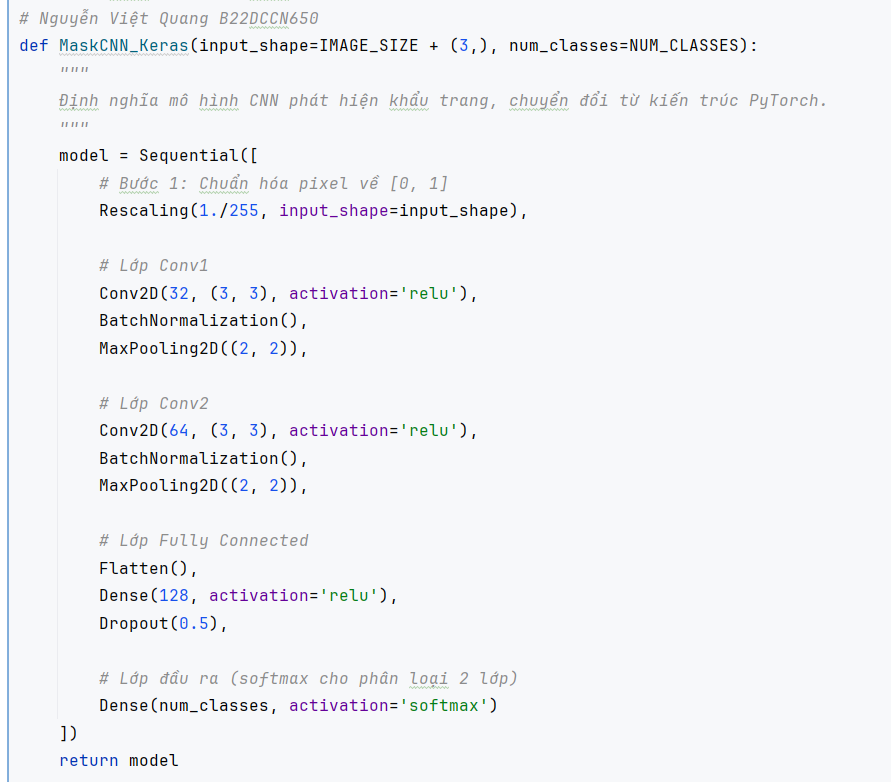 # Nguyễn Việt Quang B22DCCN650
def MaskCNN_Keras(input_shape=IMAGE_SIZE + (3,), num_classes=NUM_CLASSES):
    """
    Định nghĩa mô hình CNN phát hiện khẩu trang, chuyển đổi từ kiến trúc PyTorch.
    """
    model = Sequential([
        # Bước 1: Chuẩn hóa pixel về [0, 1]
        Rescaling(1./255, input_shape=input_shape),
        # Lớp Conv1
        Conv2D(32, (3, 3), activation='relu'),
        BatchNormalization(),
        MaxPooling2D((2, 2)),
        # Lớp Conv2
        Conv2D(64, (3, 3), activation='relu'),
        BatchNormalization(),
        MaxPooling2D((2, 2)),
        # Lớp Fully Connected
        Flatten(),
        Dense(128, activation='relu'),
        Dropout(0.5),
        # Lớp đầu ra (softmax cho phân loại 2 lớp)
        Dense(num_classes, activation='softmax')
    ])
    return model